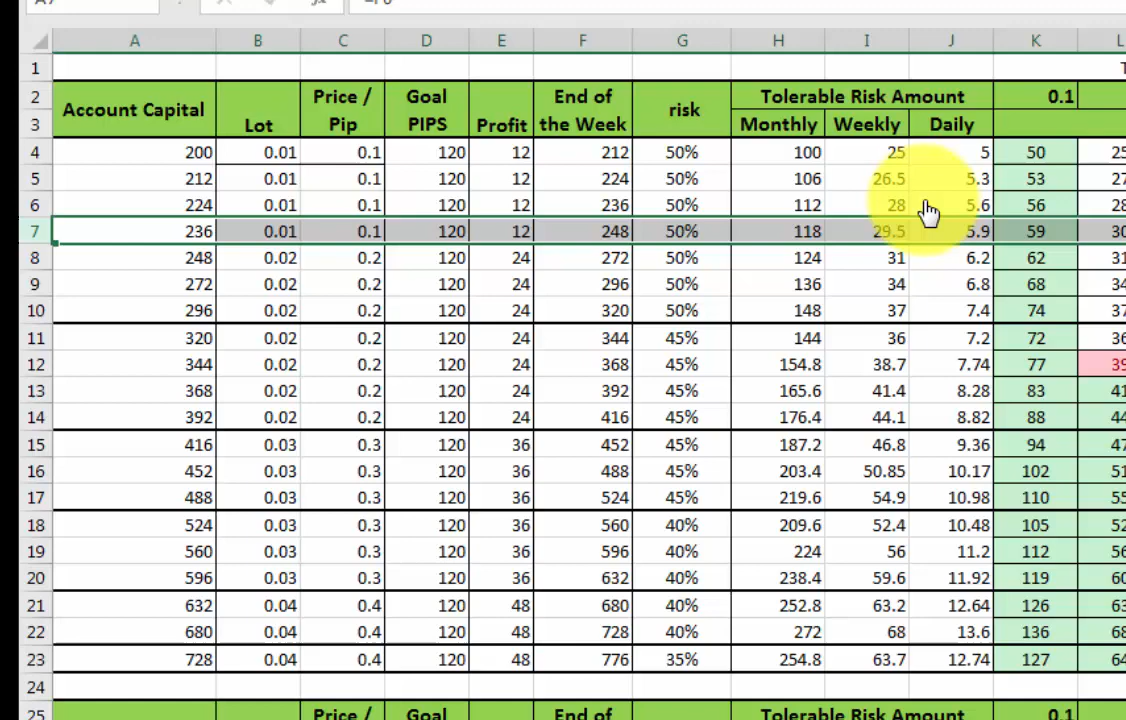 A B C D E F G H I J K L
1
2 Account Capital Lot Price / Goal Profit End of risk Tolerable Risk Amount 0.1
3 Pip PIPS the Week Monthly Weekly Daily
4 200 0.01 0.1 120 12 212 50% 100 25 5 50 25
5 212 0.01 0.1 120 12 224 50% 106 26.5 5.3 53 27
6 224 0.01 0.1 120 12 236 50% 112 28 5.6 56 28
7 236 0.01 0.1 120 12 248 50% 118 29.5 5.9 59 30
8 248 0.02 0.2 120 24 272 50% 124 31 6.2 62 31
9 272 0.02 0.2 120 24 296 50% 136 34 6.8 68 34
10 296 0.02 0.2 120 24 320 50% 148 37 7.4 74 37
11 320 0.02 0.2 120 24 344 45% 144 36 7.2 72 36
12 344 0.02 0.2 120 24 368 45% 154.8 38.7 7.74 77 39
13 368 0.02 0.2 120 24 392 45% 165.6 41.4 8.28 83 41
14 392 0.02 0.2 120 24 416 45% 176.4 44.1 8.82 88 44
15 416 0.03 0.3 120 36 452 45% 187.2 46.8 9.36 94 47
16 452 0.03 0.3 120 36 488 45% 203.4 50.85 10.17 102 51
17 488 0.03 0.3 120 36 524 45% 219.6 54.9 10.98 110 55
18 524 0.03 0.3 120 36 560 40% 209.6 52.4 10.48 105 52
19 560 0.03 0.3 120 36 596 40% 224 56 11.2 112 56
20 596 0.03 0.3 120 36 632 40% 238.4 59.6 11.92 119 60
21 632 0.04 0.4 120 48 680 40% 252.8 63.2 12.64 126 63
22 680 0.04 0.4 120 48 728 40% 272 68 13.6 136 68
23 728 0.04 0.4 120 48 776 35% 254.8 63.7 12.74 127 64
24
25 Price / Goal End of Tolerable Risk Amount 0.1